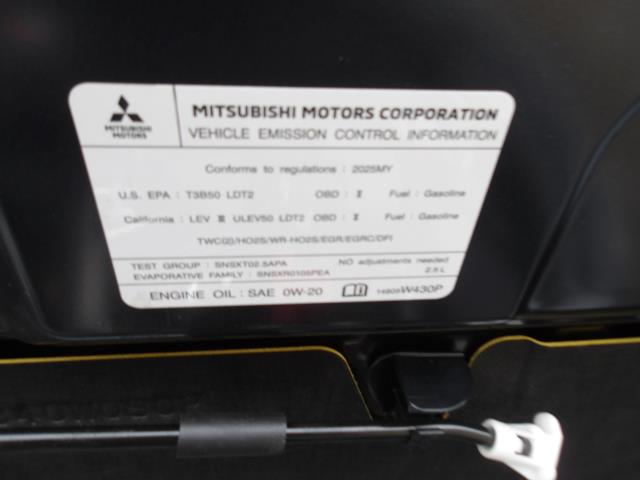 MITSUBISHI
MOTORS
MITSUBISHI MOTORS CORPORATION
VEHICLE EMISSION CONTROL INFORMATION
Conforms to regulations : 2025MY
U.S. EPA : T3B50 LDT2 OBD : II Fuel : Gasoline
California : LEV III ULEV50 LDT2 OBD : II Fuel : Gasoline
TWC(2)/HO2S/WR-HO2S/EGR/EGRC/DFI
TEST GROUP : SNSXT02.5APA NO adjustments needed
EVAPORATIVE FAMILY : SNSXR0105PEA 2.5 L
ENGINE OIL : SAE 0W-20 14805W430P